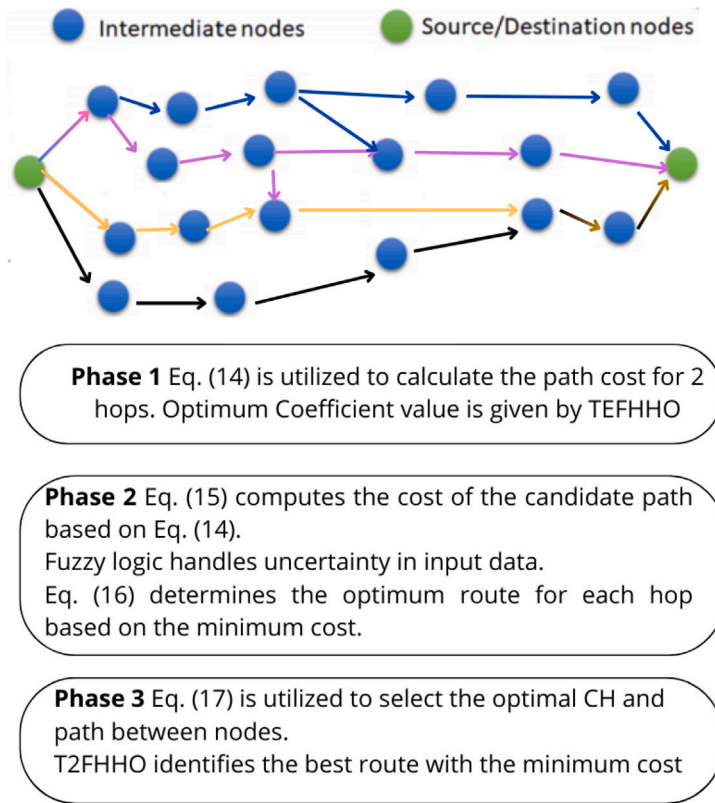 Intermediate nodes
Source/Destination nodes
Phase 1 Eq. (14) is utilized to calculate the path cost for 2
hops. Optimum Coefficient value is given by TEFHHO
Phase 2 Eq. (15) computes the cost of the candidate path
based on Eq. (14).
Fuzzy logic handles uncertainty in input data.
Eq. (16) determines the optimum route for each hop
based on the minimum cost.
Phase 3 Eq. (17) is utilized to select the optimal CH and
path between nodes.
T2FHHO identifies the best route with the minimum cost